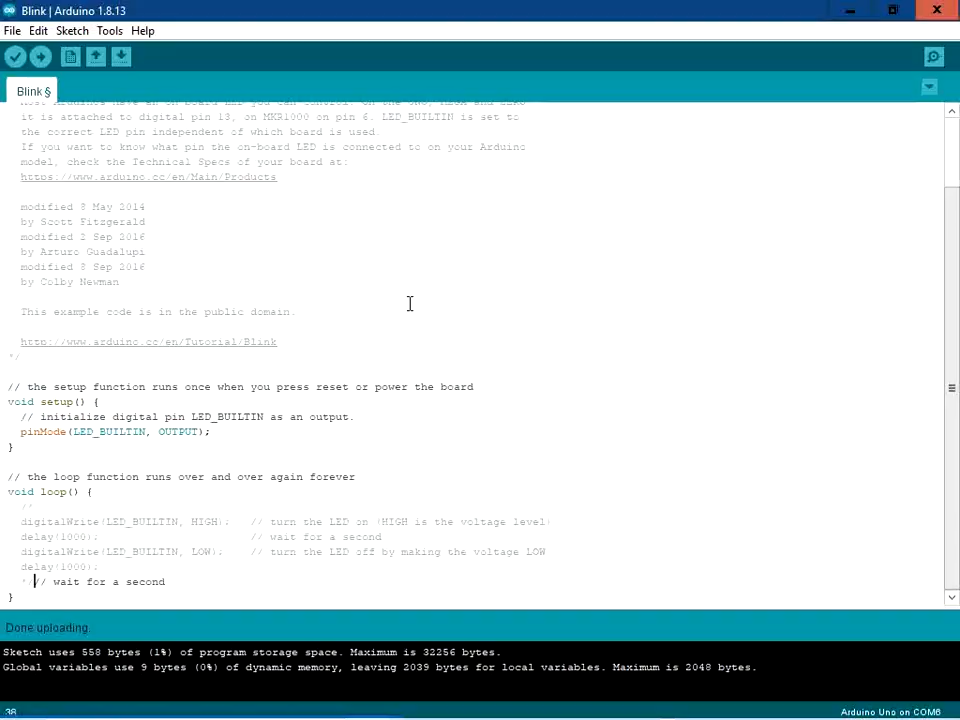 Blink | Arduino 1.8.13
File Edit Sketch Tools Help
Blink §
it is attached to digital pin 13, on MKR1000 on pin 6. LED_BUILTIN is set to
the correct LED pin independent of which board is used.
If you want to know what pin the on-board LED is connected to on your Arduino
model, check the Technical Specs of your board at:
https://www.arduino.cc/en/Main/Products
modified 8 May 2014
by Scott Fitzgerald
modified 2 Sep 2016
by Arturo Guadalupi
modified 8 Sep 2016
by Colby Newman
This example code is in the public domain.
http://www.arduino.cc/en/Tutorial/Blink
*/
// the setup function runs once when you press reset or power the board
void setup() {
// initialize digital pin LED_BUILTIN as an output.
pinMode(LED_BUILTIN, OUTPUT);
}
// the loop function runs over and over again forever
void loop() {
/*
digitalWrite(LED_BUILTIN, HIGH); // turn the LED on (HIGH is the voltage level)
delay(1000); // wait for a second
digitalWrite(LED_BUILTIN, LOW); // turn the LED off by making the voltage LOW
delay(1000);
*/// wait for a second
}
Done uploading.
Sketch uses 558 bytes (1%) of program storage space. Maximum is 32256 bytes.
Global variables use 9 bytes (0%) of dynamic memory, leaving 2039 bytes for local variables. Maximum is 2048 bytes.
38
Arduino Uno on COM6